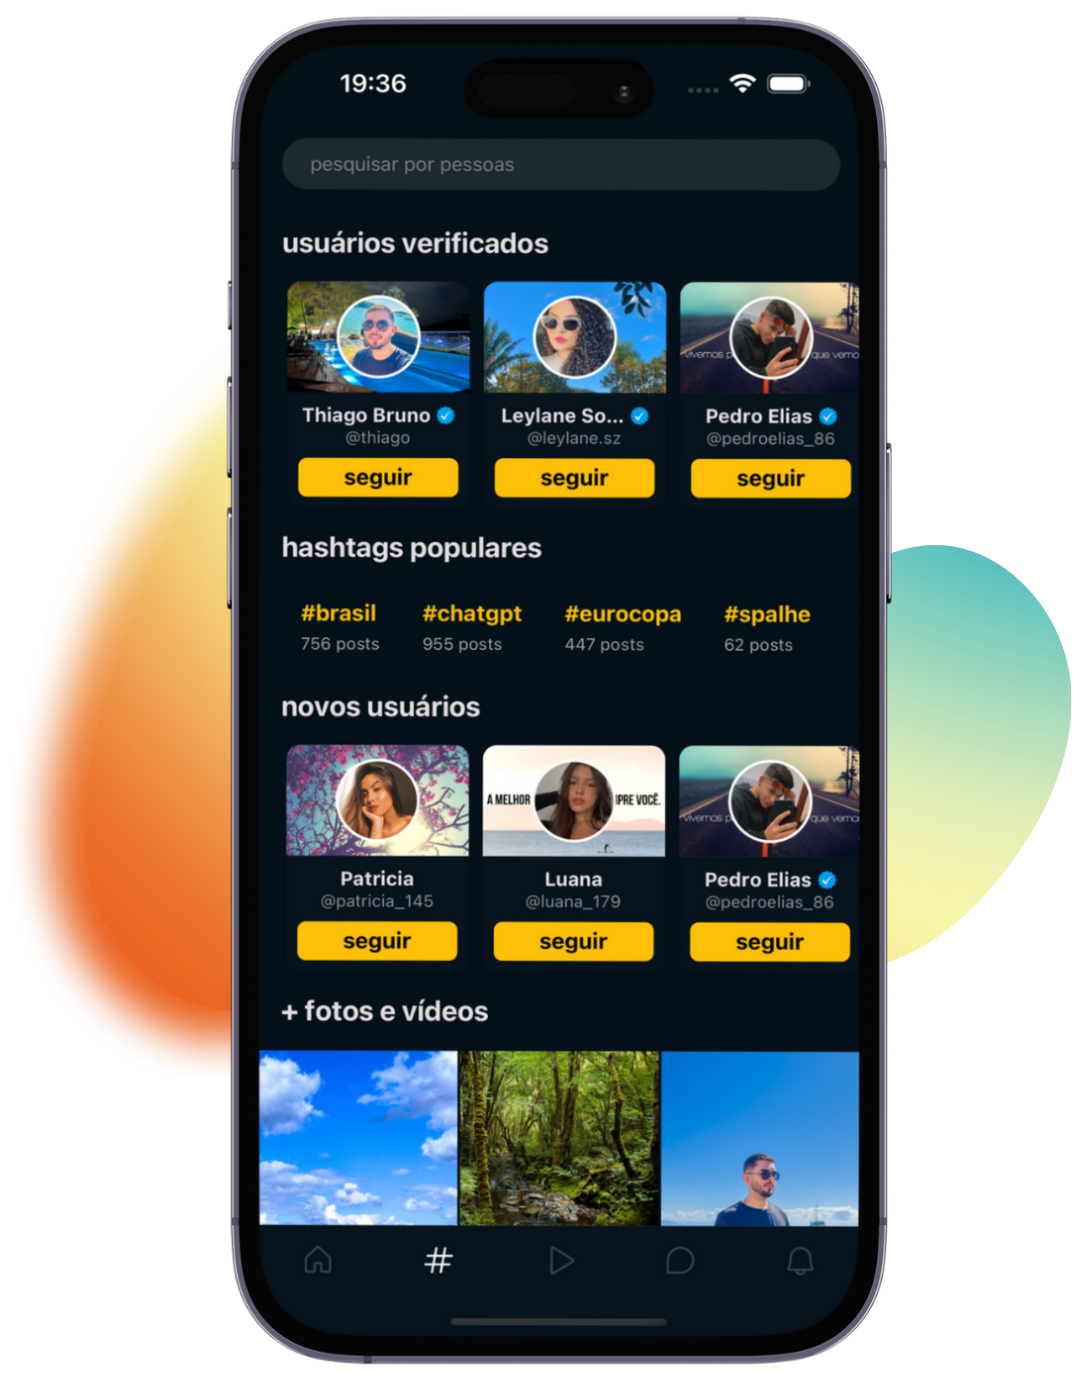 19:36
pesquisar por pessoas
usuários verificados
vivemos p que vemo
Thiago Bruno Leylane So... Pedro Elias
@thiago @leylane.sz @pedroelias_86
seguir seguir seguir
hashtags populares
#brasil #chatgpt #eurocopa #spalhe
756 posts 955 posts 447 posts 62 posts
novos usuários
A MELHOR IPRE VOCÊ. vivemos p que vemo
Patricia Luana Pedro Elias
@patricia_145 @luana_179 @pedroelias_86
seguir seguir seguir
+ fotos e vídeos